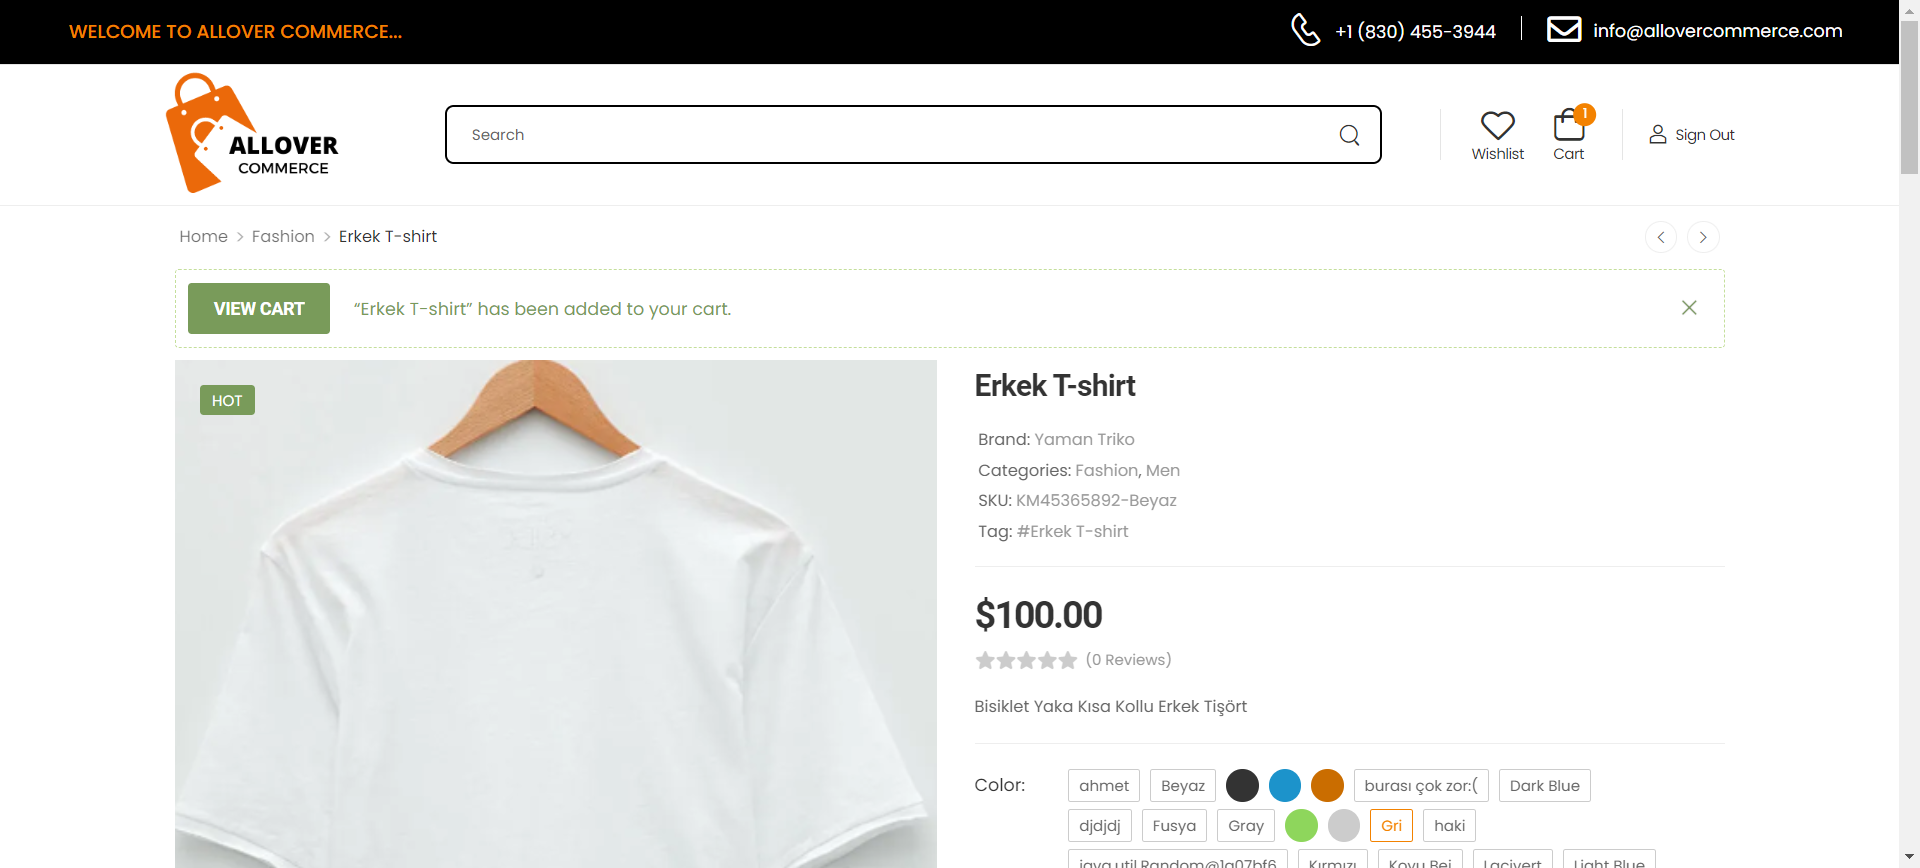 WELCOME TO ALLOVER COMMERCE...
+1 (830) 455-3944
info@allovercommerce.com
ALLOVER
COMMERCE
Search
Wishlist
1
Cart
Sign Out
Home > Fashion > Erkek T-shirt
VIEW CART
“Erkek T-shirt” has been added to your cart.
HOT
Erkek T-shirt
Brand: Yaman Triko
Categories: Fashion, Men
SKU: KM45365892-Beyaz
Tag: #Erkek T-shirt
$100.00
(0 Reviews)
Bisiklet Yaka Kısa Kollu Erkek Tişört
Color:
ahmet Beyaz burası çok zor:( Dark Blue
djdjdj Fusya Gray Gri haki
java.util.Random@1a07bf6 Kırmızı Koyu Bej Lacivert Light Blue